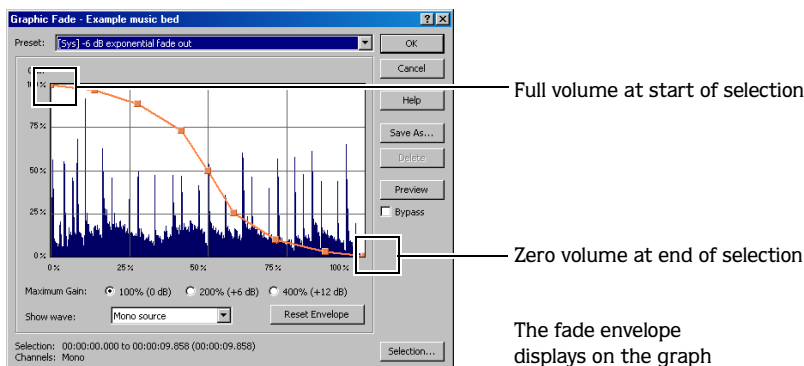 Graphic Fade - Example music bed
Preset: [Sys] -6 dB exponential fade out
OK
Cancel
Help
Save As...
Delete
Preview
Bypass
100%
75%
50%
25%
0%
0% 25% 50% 75% 100%
Maximum Gain: 100% (0 dB) 200% (+6 dB) 400% (+12 dB)
Show wave: Mono source Reset Envelope
Selection: 00:00:00.000 to 00:00:09.858 (00:00:09.858)
Channels: Mono
Selection...
Full volume at start of selection
Zero volume at end of selection
The fade envelope
displays on the graph